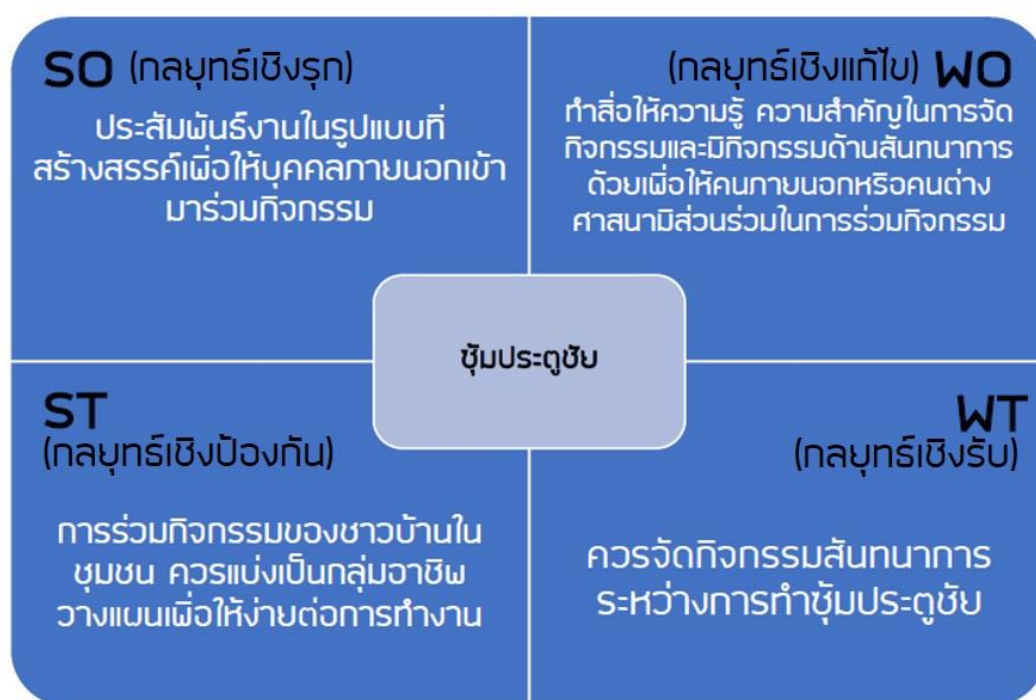 SO (กลยุทธ์เชิงรุก)
ประสัมพันธ์งานในรูปแบบที่
สร้างสรรค์เพื่อให้บุคคลภายนอกเข้า
มาร่วมกิจกรรม
(กลยุทธ์เชิงแก้ไข) WO
ทำสื่อให้ความรู้ ความสำคัญในการจัด
กิจกรรมและมีกิจกรรมด้านสันทนาการ
ด้วยเพื่อให้คนภายนอกหรือคนต่าง
ศาสนามีส่วนร่วมในการร่วมกิจกรรม
ซุ้มประตูชัย
ST
(กลยุทธ์เชิงป้องกัน)
การร่วมกิจกรรมของชาวบ้านใน
ชุมชน ควรแบ่งเป็นกลุ่มอาชีพ
วางแผนเพื่อให้ง่ายต่อการทำงาน
WT
(กลยุทธ์เชิงรับ)
ควรจัดกิจกรรมสันทนาการ
ระหว่างการทำซุ้มประตูชัย